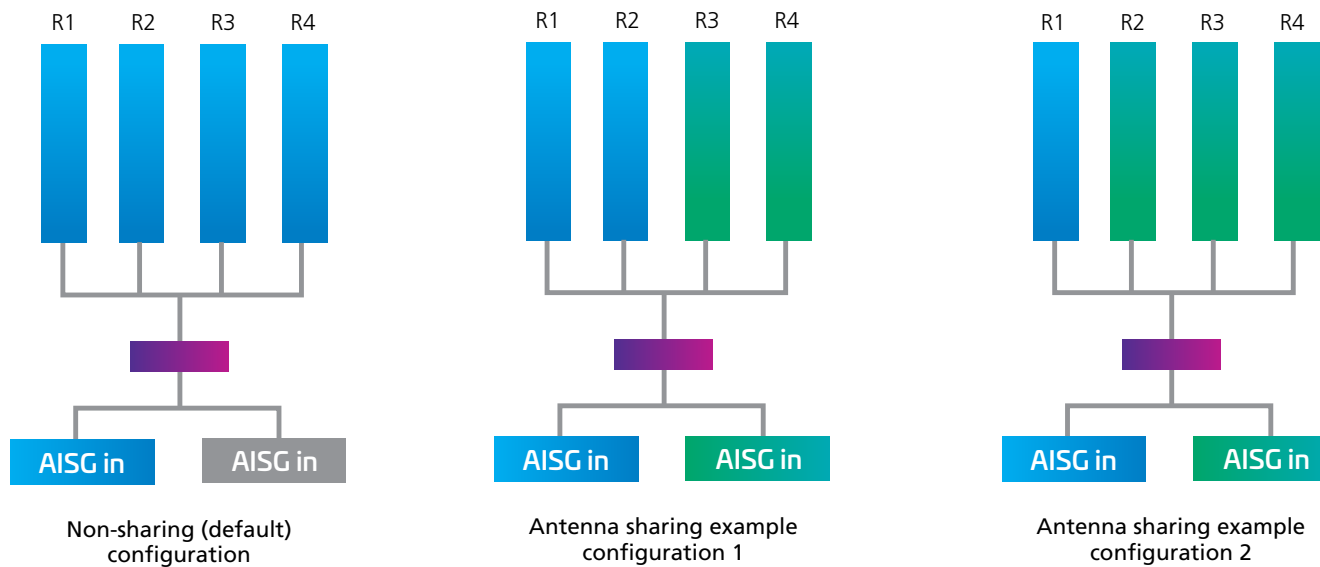 R1 R2 R3 R4
AISG in AISG in
Non-sharing (default)
configuration
R1 R2 R3 R4
AISG in AISG in
Antenna sharing example
configuration 1
R1 R2 R3 R4
AISG in AISG in
Antenna sharing example
configuration 2